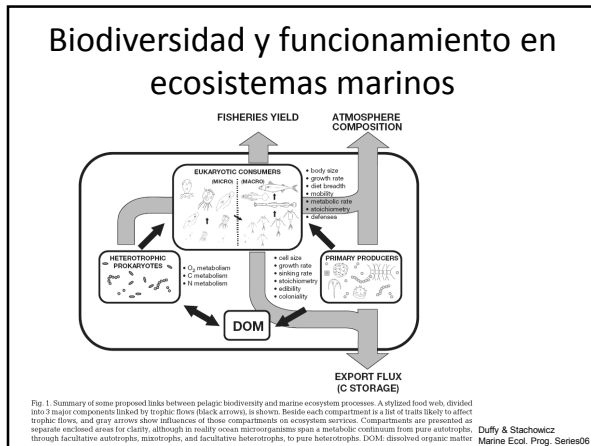 Biodiversidad y funcionamiento en
ecosistemas marinos
FISHERIES YIELD
ATMOSPHERE
COMPOSITION
EUKARYOTIC CONSUMERS
(MICRO)
(MACRO)
• body size
• growth rate
• diet breadth
• mobility
• metabolic rate
• stoichiometry
• defenses
HETEROTROPHIC
PROKARYOTES
• O₂ metabolism
• C metabolism
• N metabolism
• cell size
• growth rate
• sinking rate
• stoichiometry
• edibility
• coloniality
PRIMARY PRODUCERS
DOM
EXPORT FLUX
(C STORAGE)
Fig. 1. Summary of some proposed links between pelagic biodiversity and marine ecosystem processes. A stylized food web, divided
into 3 major components linked by trophic flows (black arrows), is shown. Beside each compartment is a list of traits likely to affect
trophic flows, and gray arrows show influences of those compartments on ecosystem services. Compartments are presented as
separate enclosed areas for clarity, although in reality ocean microorganisms span a metabolic continuum from pure autotrophs,
through facultative autotrophs, mixotrophs, and facultative heterotrophs, to pure heterotrophs. DOM: dissolved organic matter
Duffy & Stachowicz
Marine Ecol. Prog. Series06